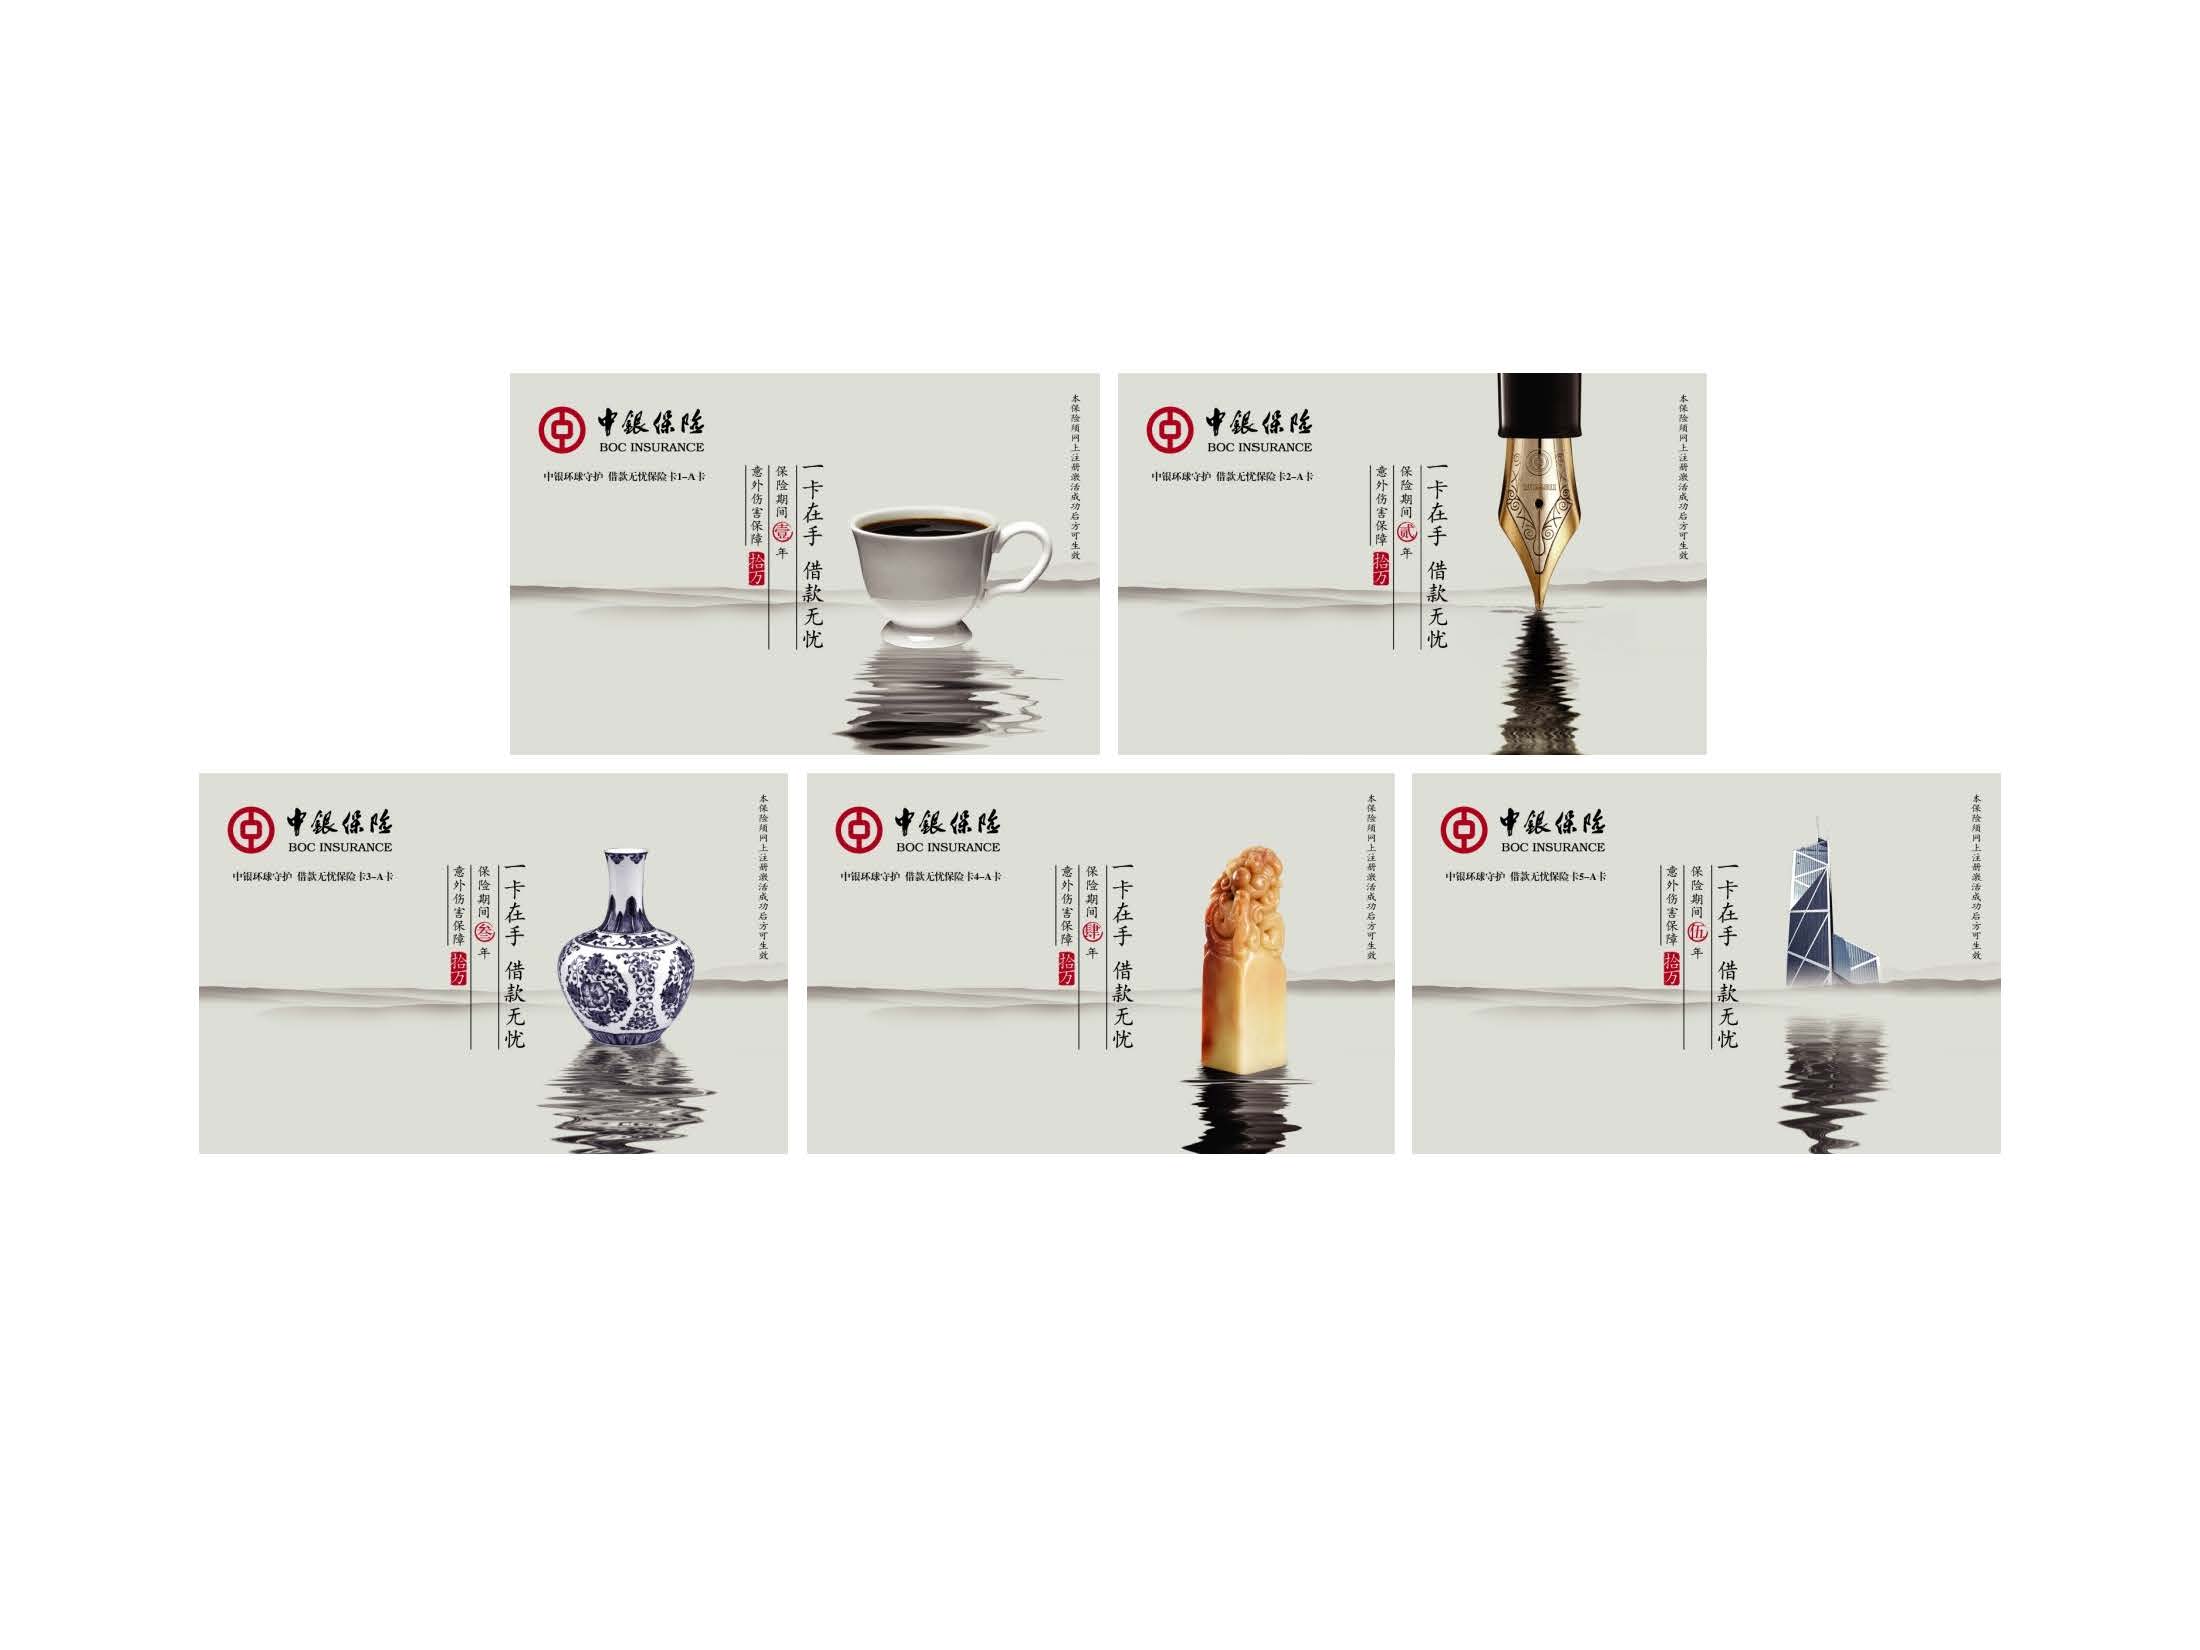 中银保险
BOC INSURANCE
中银环球守护 借款无忧保险卡1-A卡
本保险须网上注册激活成功后方可生效
一卡在手 借款无忧
保险期间壹年
意外伤害保障拾万
中银保险
BOC INSURANCE
中银环球守护 借款无忧保险卡2-A卡
本保险须网上注册激活成功后方可生效
一卡在手 借款无忧
保险期间贰年
意外伤害保障拾万
中银保险
BOC INSURANCE
中银环球守护 借款无忧保险卡3-A卡
本保险须网上注册激活成功后方可生效
一卡在手 借款无忧
保险期间叁年
意外伤害保障拾万
中银保险
BOC INSURANCE
中银环球守护 借款无忧保险卡4-A卡
本保险须网上注册激活成功后方可生效
一卡在手 借款无忧
保险期间肆年
意外伤害保障拾万
中银保险
BOC INSURANCE
中银环球守护 借款无忧保险卡5-A卡
本保险须网上注册激活成功后方可生效
一卡在手 借款无忧
保险期间伍年
意外伤害保障拾万